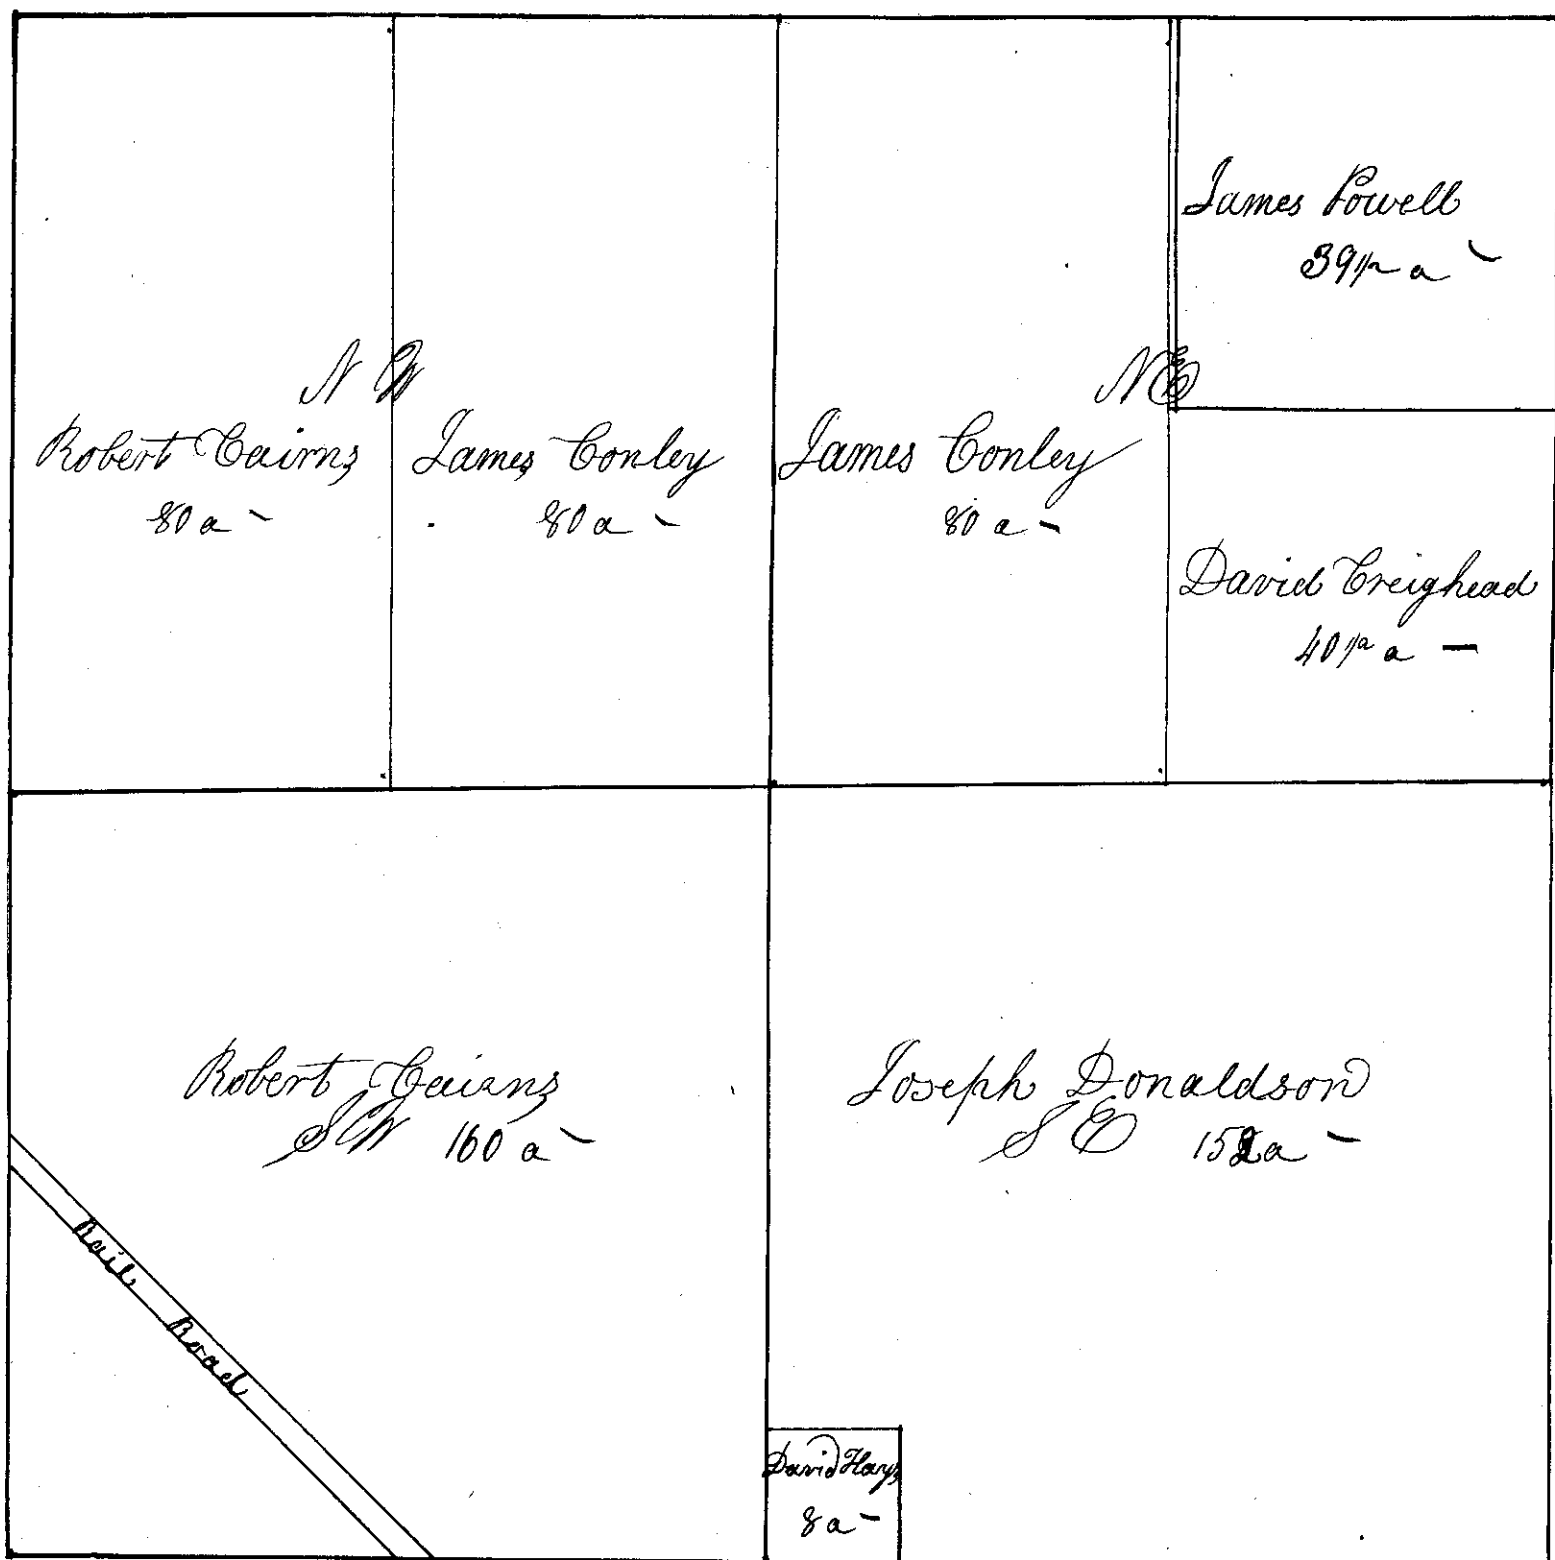 James Powell
39 1/2 a -
N W
N E
Robert Cairns
80 a -
James Conley
80 a -
James Conley
80 a -
David Creighead
40 1/2 a -
Robert Cairns
S W 160 a -
Joseph Donaldson
S E 152 a -
Rail Road
David Hays
8 a -